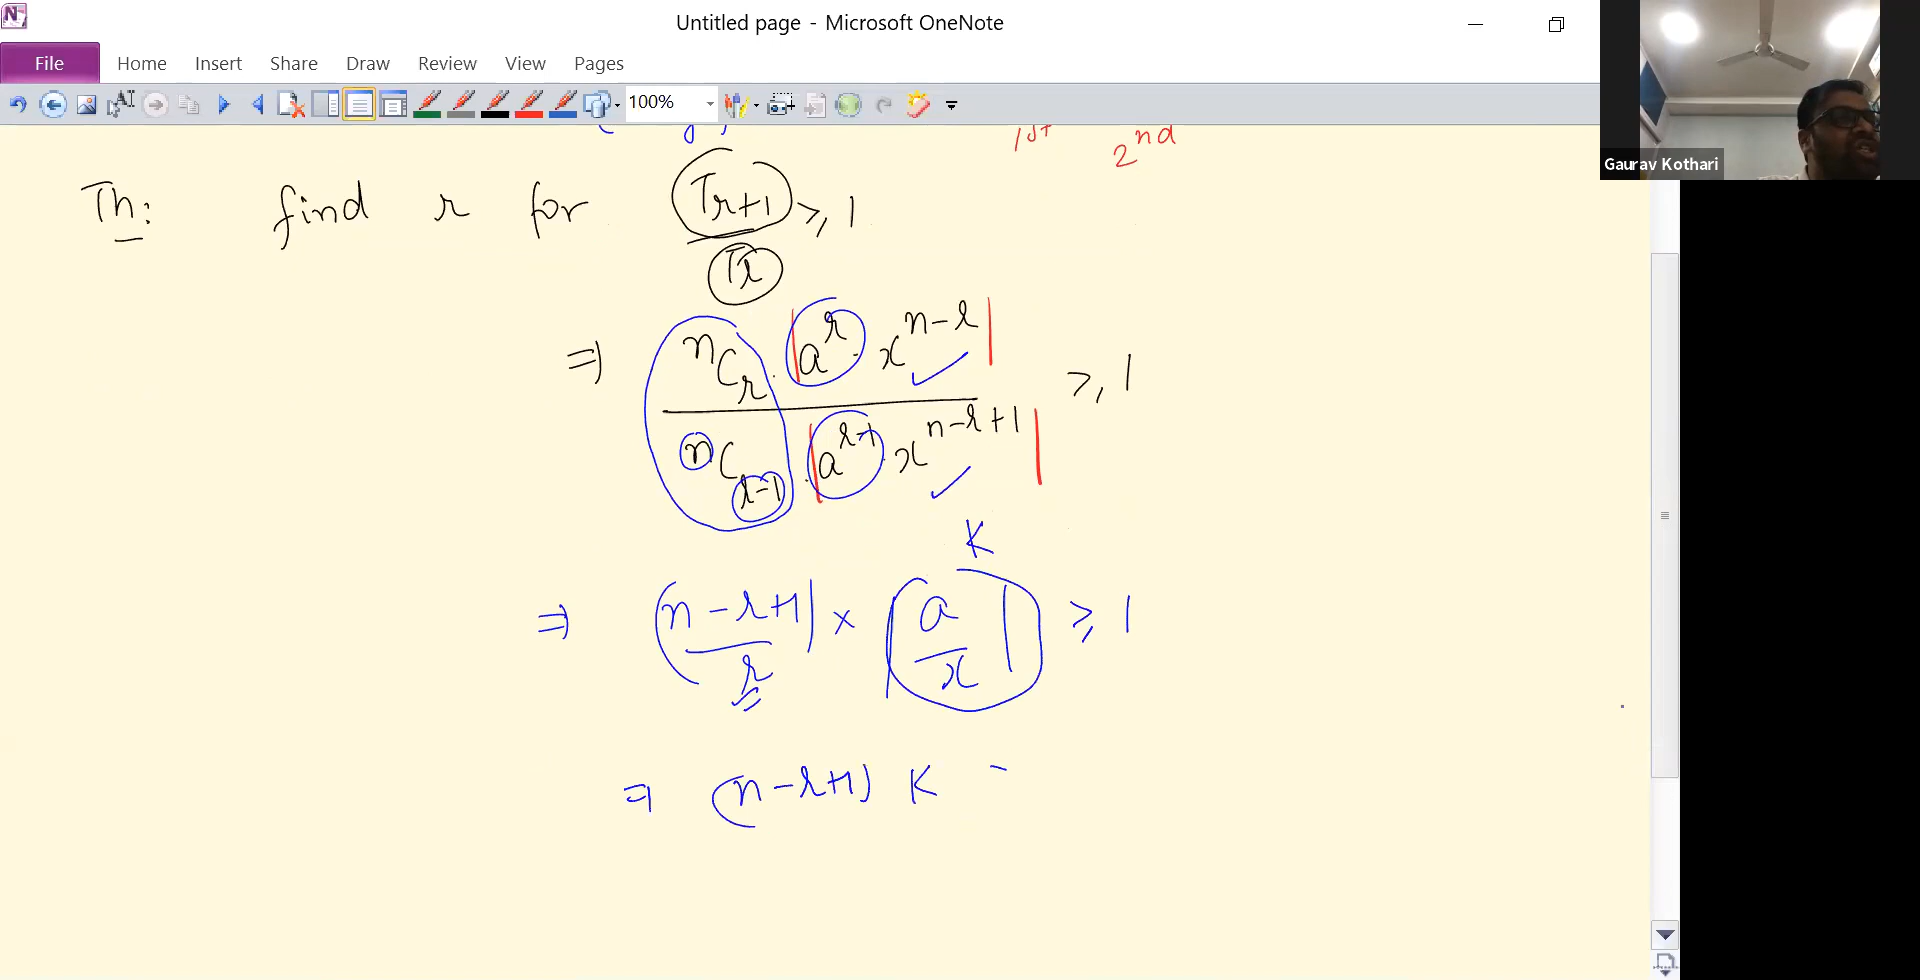 Untitled page - Microsoft OneNote
File Home Insert Share Draw Review View Pages
100%
Gaurav Kothari
1st 2nd
Th: find r for Tr+1 / Tr ≥ 1
⇒ nCr · |a^r · x^(n-r)| / nC(r-1) · |a^(r-1) · x^(n-r+1)| ≥ 1
K
⇒ (n-r+1 / r) × |a / x| ≥ 1
⇒ (n-r+1) K